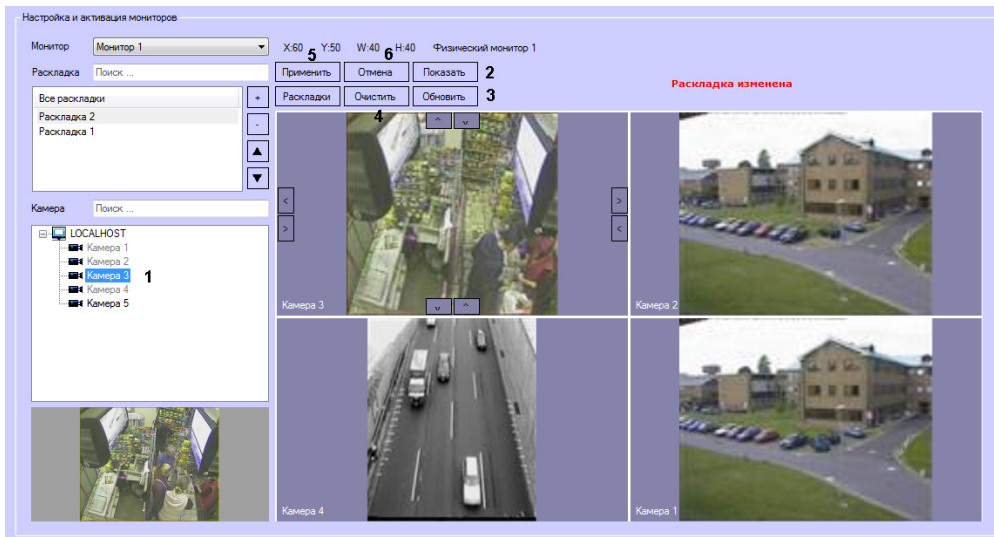 Настройка и активация мониторов
Монитор Монитор 1 X:60 Y:50 W:40 H:40 Физический монитор 1
5 6
Раскладка Поиск ... Применить Отмена Показать 2
Раскладка изменена
Все раскладки + Раскладки Очистить Обновить 3
4
Раскладка 2 - ^ v
Раскладка 1
▲
▼
< >
> <
Камера Поиск ...
LOCALHOST
Камера 1
Камера 2
Камера 3 1
Камера 4
Камера 5
v ^
Камера 3 Камера 2
Камера 4 Камера 1